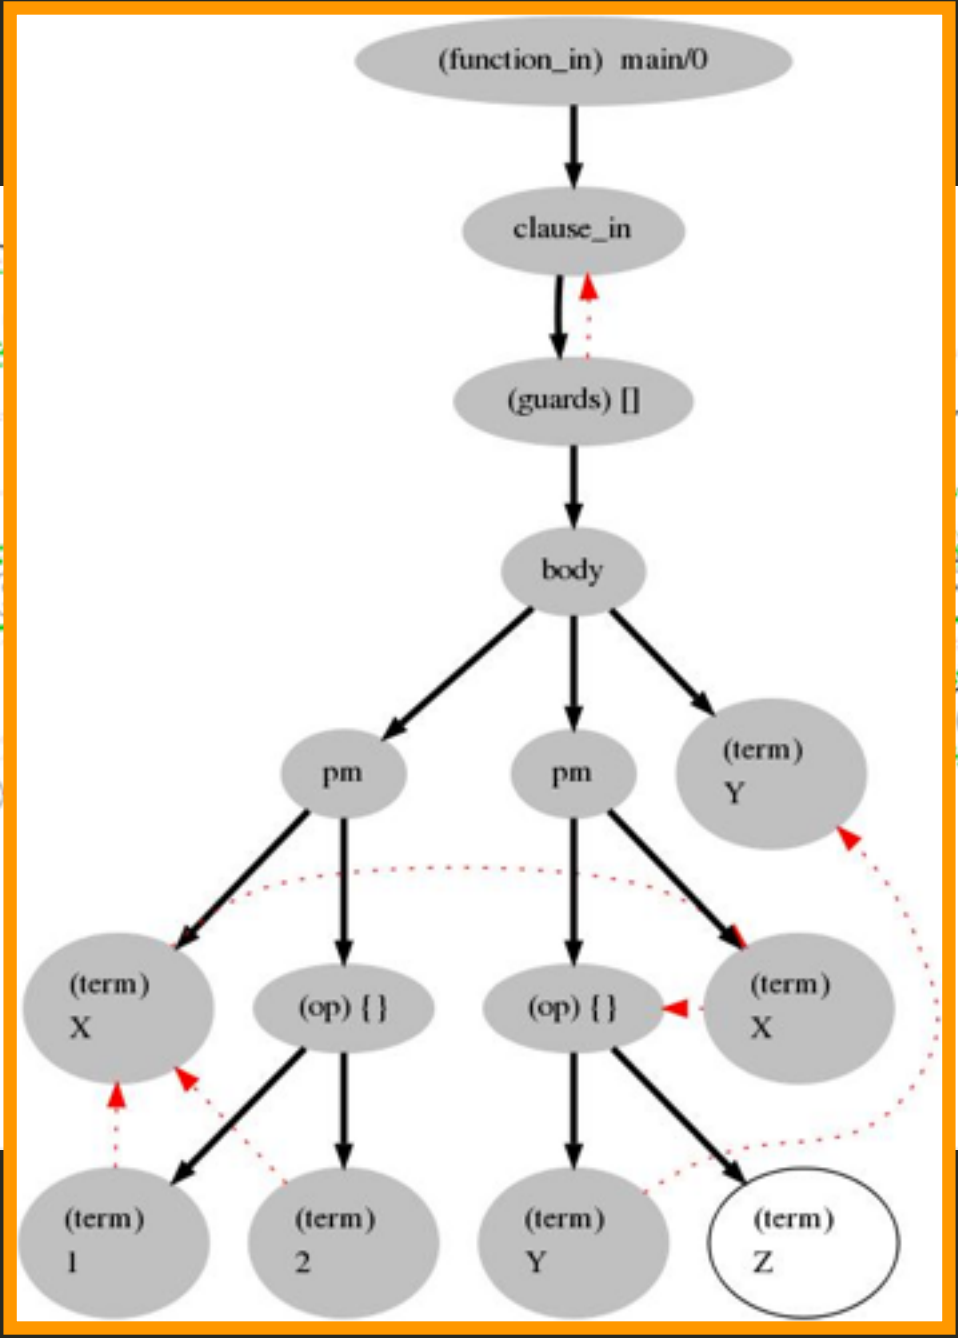 (function_in) main/0
clause_in
(guards) []
body
pm
pm
(term)
Y
(term)
X
(op) {}
(op) {}
(term)
X
(term)
1
(term)
2
(term)
Y
(term)
Z